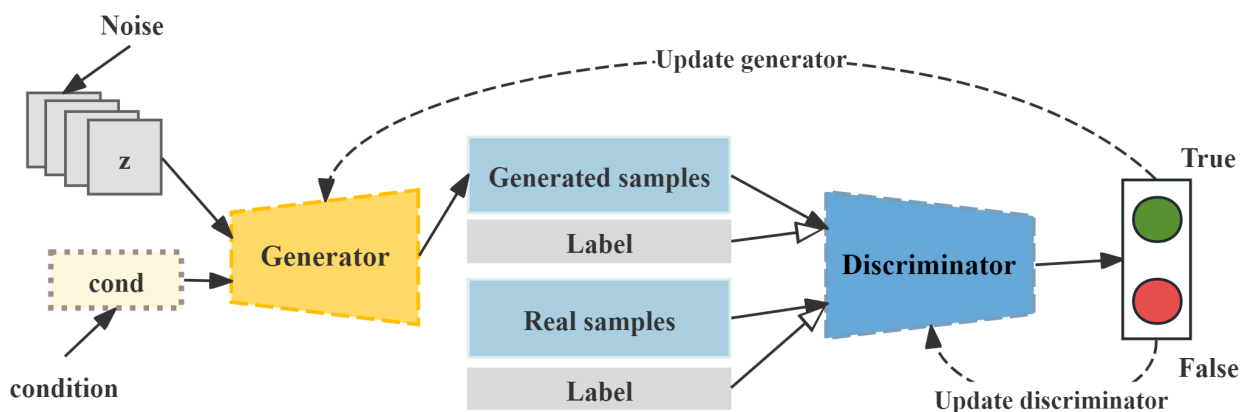 Noise
Update generator
z
True
Generated samples
Label
Generator
Discriminator
cond
Real samples
Label
condition
False
Update discriminator